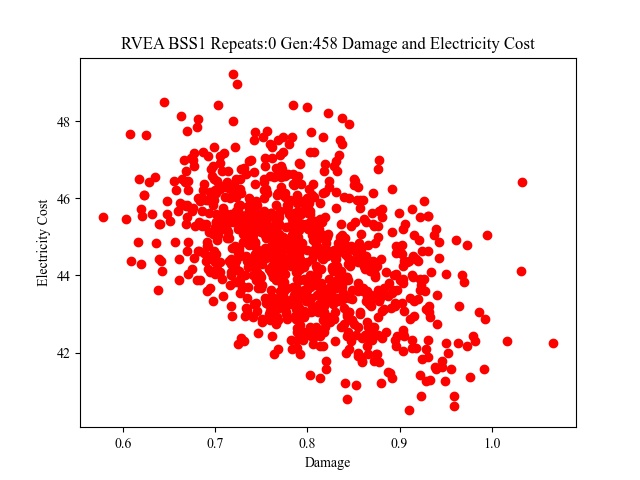 RVEA BSS1 Repeats:0 Gen:458 Damage and Electricity Cost
48
46
44
42
Electricity Cost
0.6 0.7 0.8 0.9 1.0
Damage